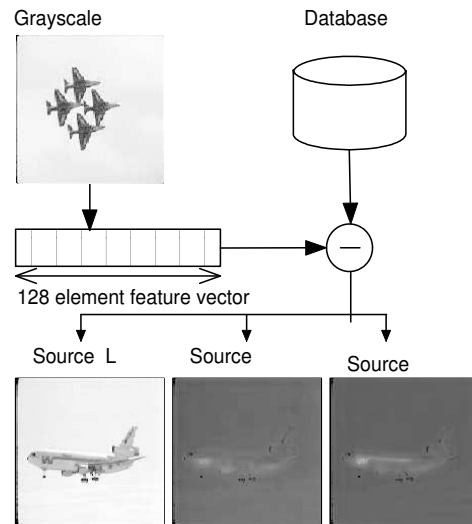 Grayscale
Database
128 element feature vector
Source L
Source
Source